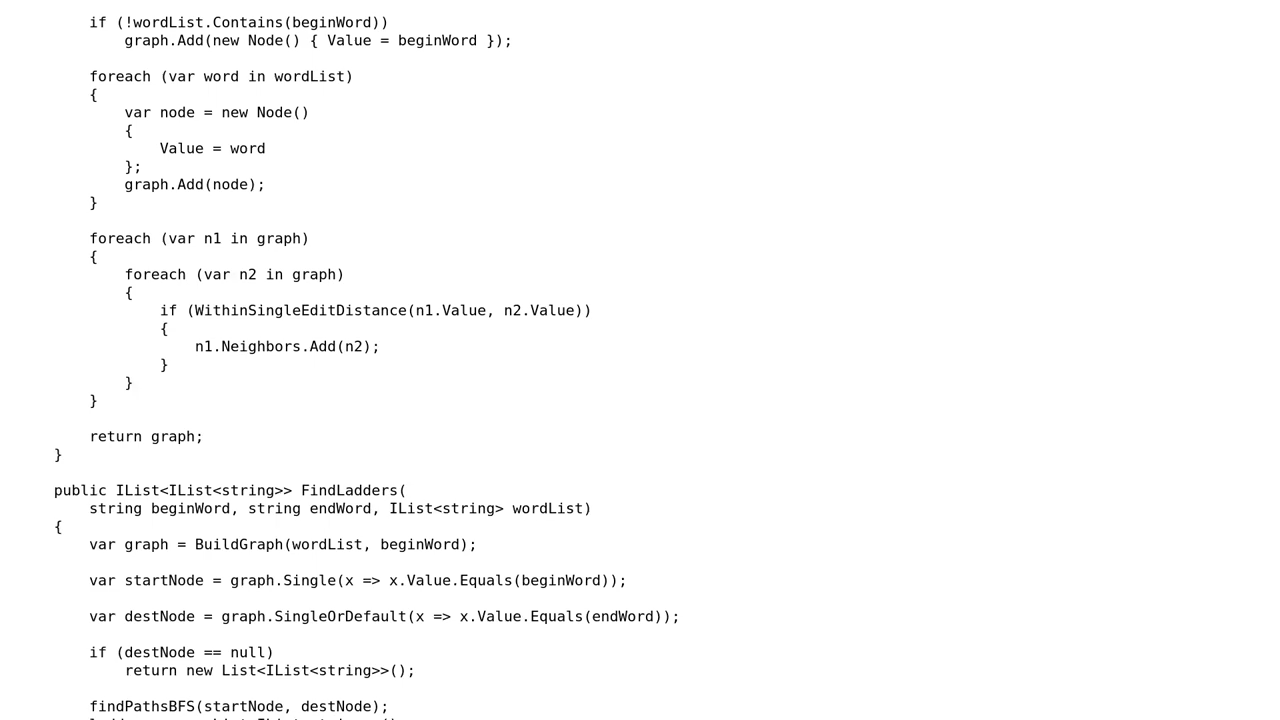 if (!wordList.Contains(beginWord))
graph.Add(new Node() { Value = beginWord });
foreach (var word in wordList)
{
var node = new Node()
{
Value = word
};
graph.Add(node);
}
foreach (var n1 in graph)
{
foreach (var n2 in graph)
{
if (WithinSingleEditDistance(n1.Value, n2.Value))
{
n1.Neighbors.Add(n2);
}
}
}
return graph;
}
public IList<IList<string>> FindLadders(
string beginWord, string endWord, IList<string> wordList)
{
var graph = BuildGraph(wordList, beginWord);
var startNode = graph.Single(x => x.Value.Equals(beginWord));
var destNode = graph.SingleOrDefault(x => x.Value.Equals(endWord));
if (destNode == null)
return new List<IList<string>>();
findPathsBFS(startNode, destNode);